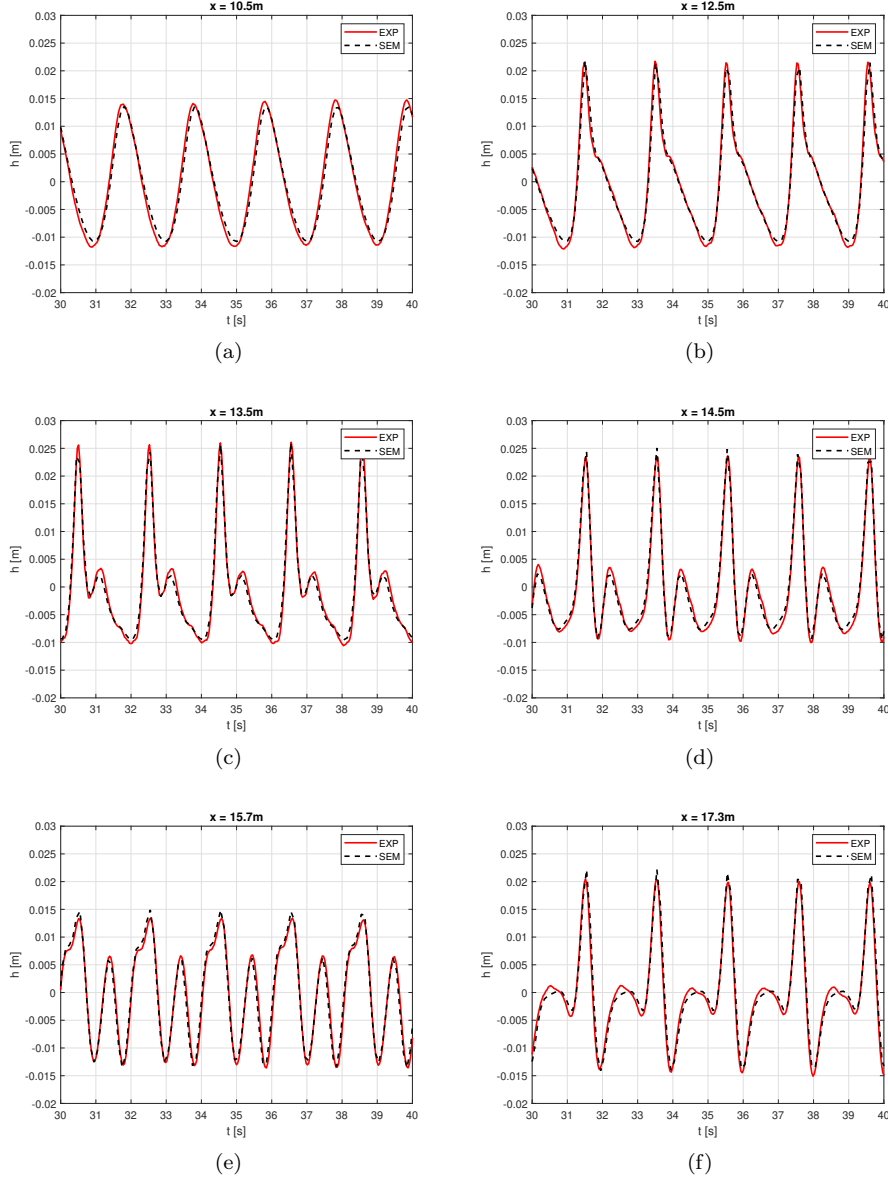 x = 10.5m
0.03
0.025
0.02
0.015
0.01
0.005
0
-0.005
-0.01
-0.015
-0.02
h [m]
EXP
SEM
30 31 32 33 34 35 36 37 38 39 40
t [s]
(a)
x = 12.5m
0.03
0.025
0.02
0.015
0.01
0.005
0
-0.005
-0.01
-0.015
-0.02
h [m]
EXP
SEM
30 31 32 33 34 35 36 37 38 39 40
t [s]
(b)
x = 13.5m
0.03
0.025
0.02
0.015
0.01
0.005
0
-0.005
-0.01
-0.015
-0.02
h [m]
EXP
SEM
30 31 32 33 34 35 36 37 38 39 40
t [s]
(c)
x = 14.5m
0.03
0.025
0.02
0.015
0.01
0.005
0
-0.005
-0.01
-0.015
-0.02
h [m]
EXP
SEM
30 31 32 33 34 35 36 37 38 39 40
t [s]
(d)
x = 15.7m
0.03
0.025
0.02
0.015
0.01
0.005
0
-0.005
-0.01
-0.015
-0.02
h [m]
EXP
SEM
30 31 32 33 34 35 36 37 38 39 40
t [s]
(e)
x = 17.3m
0.03
0.025
0.02
0.015
0.01
0.005
0
-0.005
-0.01
-0.015
-0.02
h [m]
EXP
SEM
30 31 32 33 34 35 36 37 38 39 40
t [s]
(f)